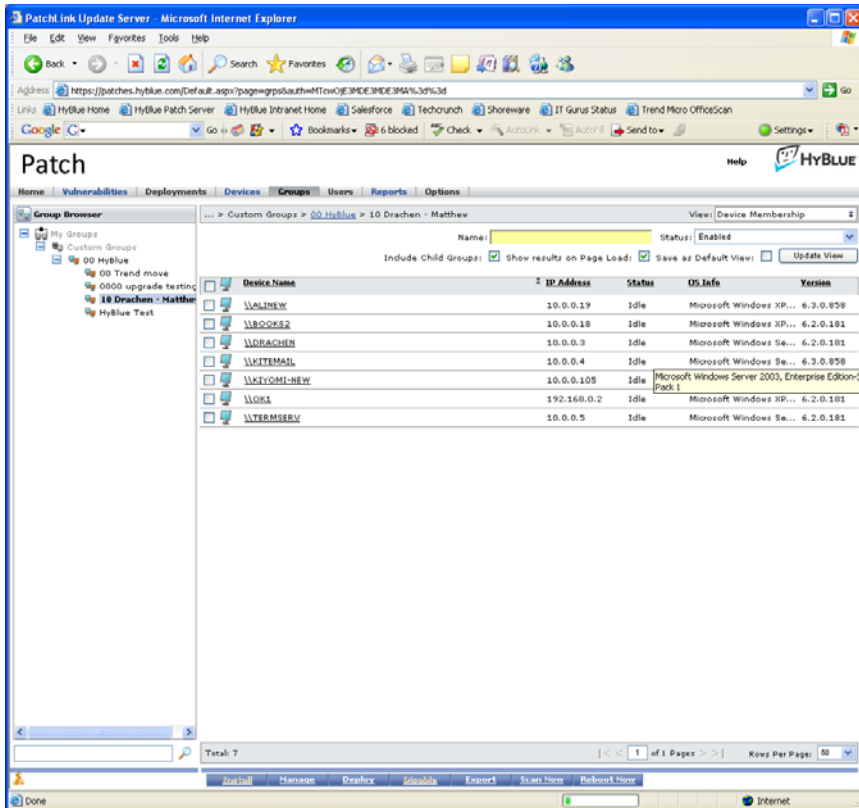 PatchLink Update Server - Microsoft Internet Explorer
File Edit View Favorites Tools Help
Back Search Favorites
Address https://patches.hyblue.com/Default.aspx?page=grps&auth=MTcwOjE3MDE3MDE3MA%3d%3d Go
Links HyBlue Home HyBlue Patch Server HyBlue Intranet Home Salesforce Techcrunch Shoreware IT Gurus Status Trend Micro OfficeScan
Google G Go Bookmarks 6 blocked Check AutoLink AutoFill Send to Settings
Patch Help HYBLUE
Home Vulnerabilities Deployments Devices Groups Users Reports Options
Group Browser ... > Custom Groups > 00 HyBlue > 10 Drachen - Matthew View: Device Membership
My Groups
Custom Groups
00 HyBlue
00 Trend move
0000 upgrade testing
10 Drachen - Matthe
HyBlue Test
Name: Status: Enabled
Include Child Groups: Show results on Page Load: Save as Default View: Update View
Device Name IP Address Status OS Info Version
\\ALINEW 10.0.0.19 Idle Microsoft Windows XP... 6.3.0.858
\\BOOKS2 10.0.0.18 Idle Microsoft Windows XP... 6.2.0.181
\\DRACHEN 10.0.0.3 Idle Microsoft Windows Se... 6.2.0.181
\\KITEMAIL 10.0.0.4 Idle Microsoft Windows Se... 6.3.0.858
\\KIYOMI-NEW 10.0.0.105 Idle
Microsoft Windows Server 2003, Enterprise Edition-S
Pack 1
\\OK1 192.168.0.2 Idle Microsoft Windows XP... 6.2.0.181
\\TERMSERV 10.0.0.5 Idle Microsoft Windows Se... 6.2.0.181
Total: 7 |< < 1 of 1 Pages > >| Rows Per Page: 50
Install Manage Deploy Disable Export Scan Now Reboot Now
Done Internet